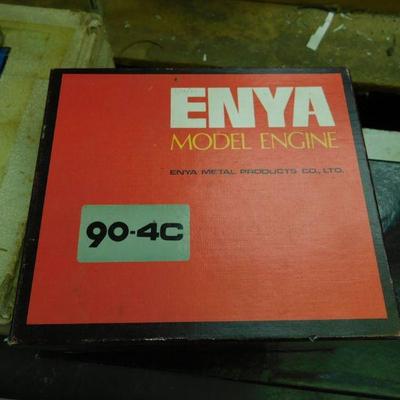 ENYA
MODEL ENGINE
ENYA METAL PRODUCTS CO., LTD.
90-4C